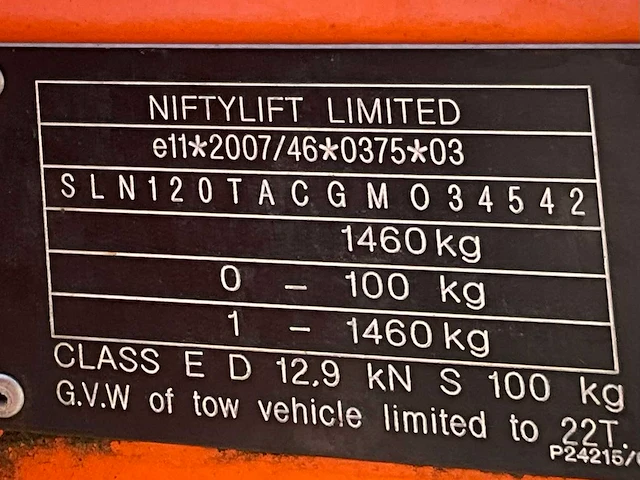 NIFTYLIFT LIMITED
e11*2007/46*0375*03
SLN120TACGM034542
1460kg
0 – 100 kg
1 – 1460kg
CLASS E D 12,9 kN S 100 kg
G.V.W of tow vehicle limited to 22T.
P24215/